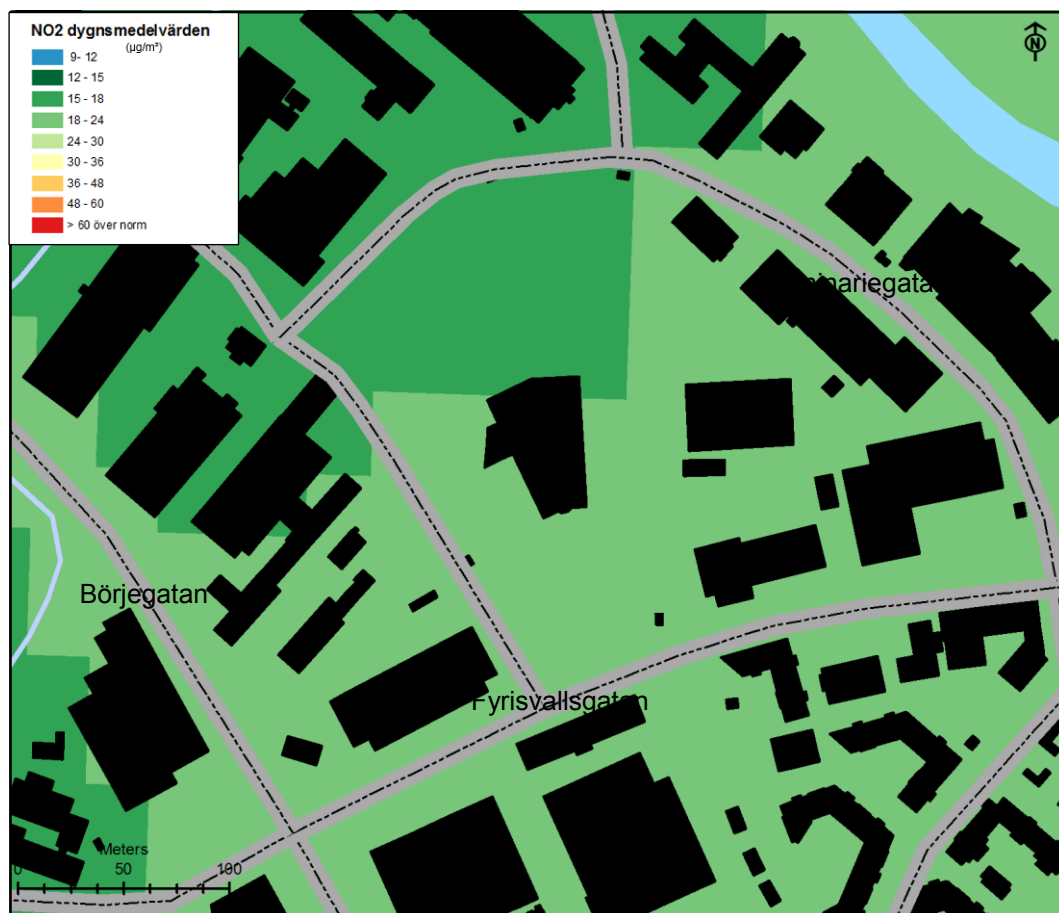 NO2 dygnsmedelvärden
(µg/m³)
9- 12
12 - 15
15 - 18
18 - 24
24 - 30
30 - 36
36 - 48
48 - 60
> 60 över norm
N
Börjegatan
Fyrisvallsgatan
Meters
0 50 100